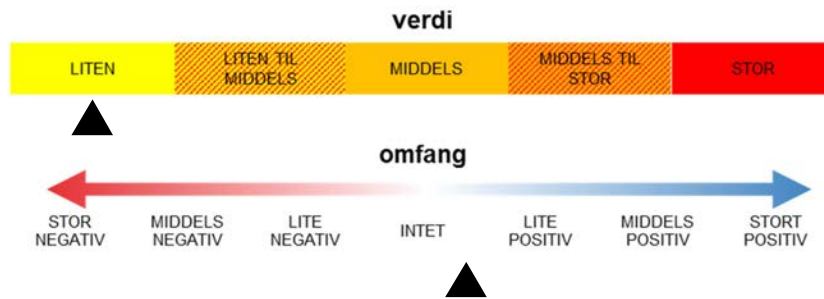 verdi
LITEN
LITEN TIL
MIDDELS
MIDDELS
MIDDELS TIL
STOR
STOR
omfang
STOR
NEGATIV
MIDDELS
NEGATIV
LITE
NEGATIV
INTET
LITE
POSITIV
MIDDELS
POSITIV
STORT
POSITIV